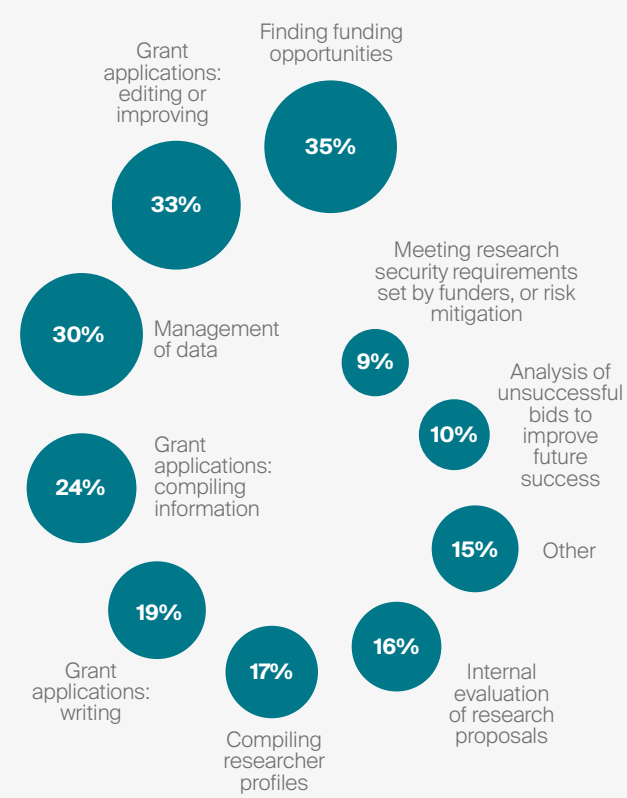 Finding funding
opportunities
35%
Grant
applications:
editing or
improving
33%
30%
Management
of data
24%
Grant
applications:
compiling
information
19%
Grant
applications:
writing
17%
Compiling
researcher
profiles
16%
Internal
evaluation
of research
proposals
15%
Other
10%
Analysis of
unsuccessful
bids to
improve
future
success
Meeting research
security requirements
set by funders, or risk
mitigation
9%